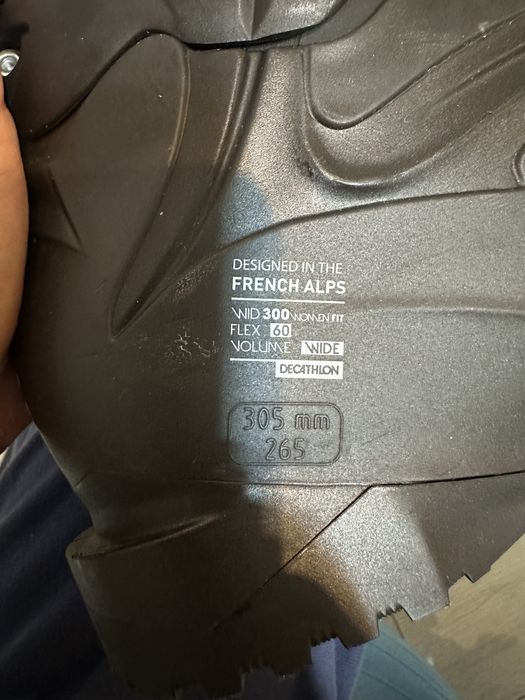 DESIGNED IN THE
FRENCH ALPS
WID 300 WOMEN FIT
FLEX 60
VOLUME WIDE
DECATHLON
305 mm
265